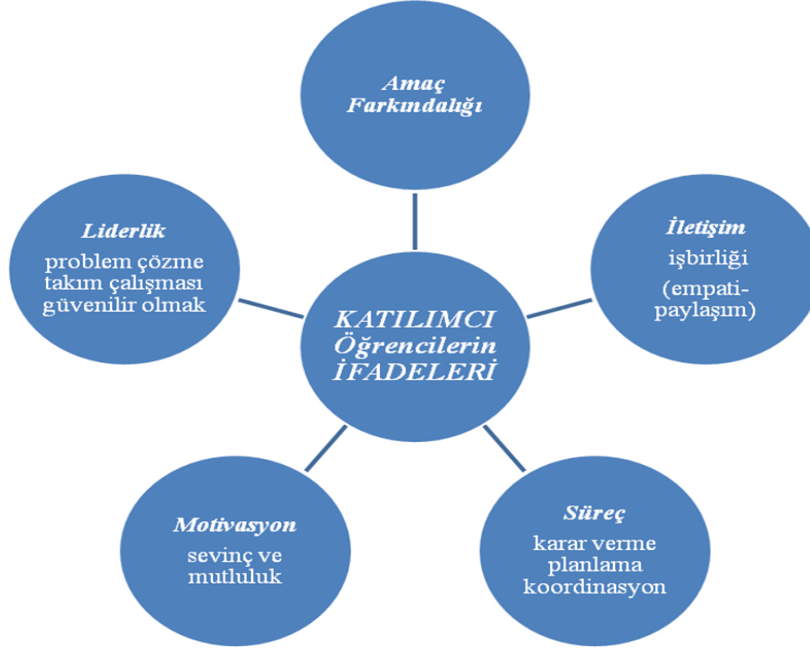 Amaç
Farkındalığı
Liderlik
problem çözme
takım çalışması
güvenilir olmak
İletişim
işbirliği
(empati-
paylaşım)
KATILIMCI
Öğrencilerin
İFADELERİ
Motivasyon
sevinç ve
mutluluk
Süreç
karar verme
planlama
koordinasyon